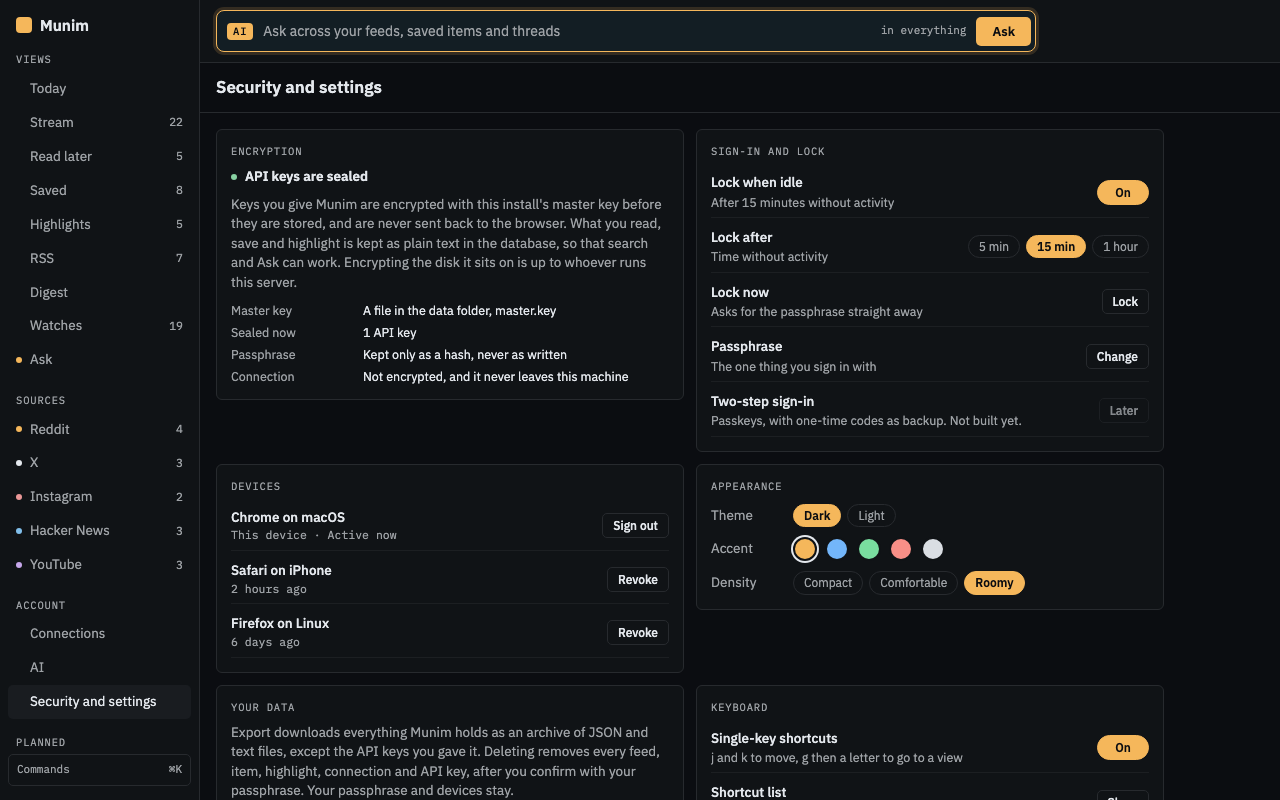 Munim
VIEWS
Today
Stream 22
Read later 5
Saved 8
Highlights 5
RSS 7
Digest
Watches 19
Ask
SOURCES
Reddit 4
X 3
Instagram 2
Hacker News 3
YouTube 3
ACCOUNT
Connections
AI
Security and settings
PLANNED
Commands ⌘K
AI Ask across your feeds, saved items and threads in everything Ask
Security and settings
ENCRYPTION
API keys are sealed
Keys you give Munim are encrypted with this install's master key before
they are stored, and are never sent back to the browser. What you read,
save and highlight is kept as plain text in the database, so that search
and Ask can work. Encrypting the disk it sits on is up to whoever runs
this server.
Master key A file in the data folder, master.key
Sealed now 1 API key
Passphrase Kept only as a hash, never as written
Connection Not encrypted, and it never leaves this machine
SIGN-IN AND LOCK
Lock when idle
After 15 minutes without activity
On
Lock after
Time without activity
5 min 15 min 1 hour
Lock now
Asks for the passphrase straight away
Lock
Passphrase
The one thing you sign in with
Change
Two-step sign-in
Passkeys, with one-time codes as backup. Not built yet.
Later
DEVICES
Chrome on macOS
This device · Active now
Sign out
Safari on iPhone
2 hours ago
Revoke
Firefox on Linux
6 days ago
Revoke
APPEARANCE
Theme Dark Light
Accent
Density Compact Comfortable Roomy
YOUR DATA
Export downloads everything Munim holds as an archive of JSON and
text files, except the API keys you gave it. Deleting removes every feed,
item, highlight, connection and API key, after you confirm with your
passphrase. Your passphrase and devices stay.
KEYBOARD
Single-key shortcuts
j and k to move, g then a letter to go to a view
On
Shortcut list